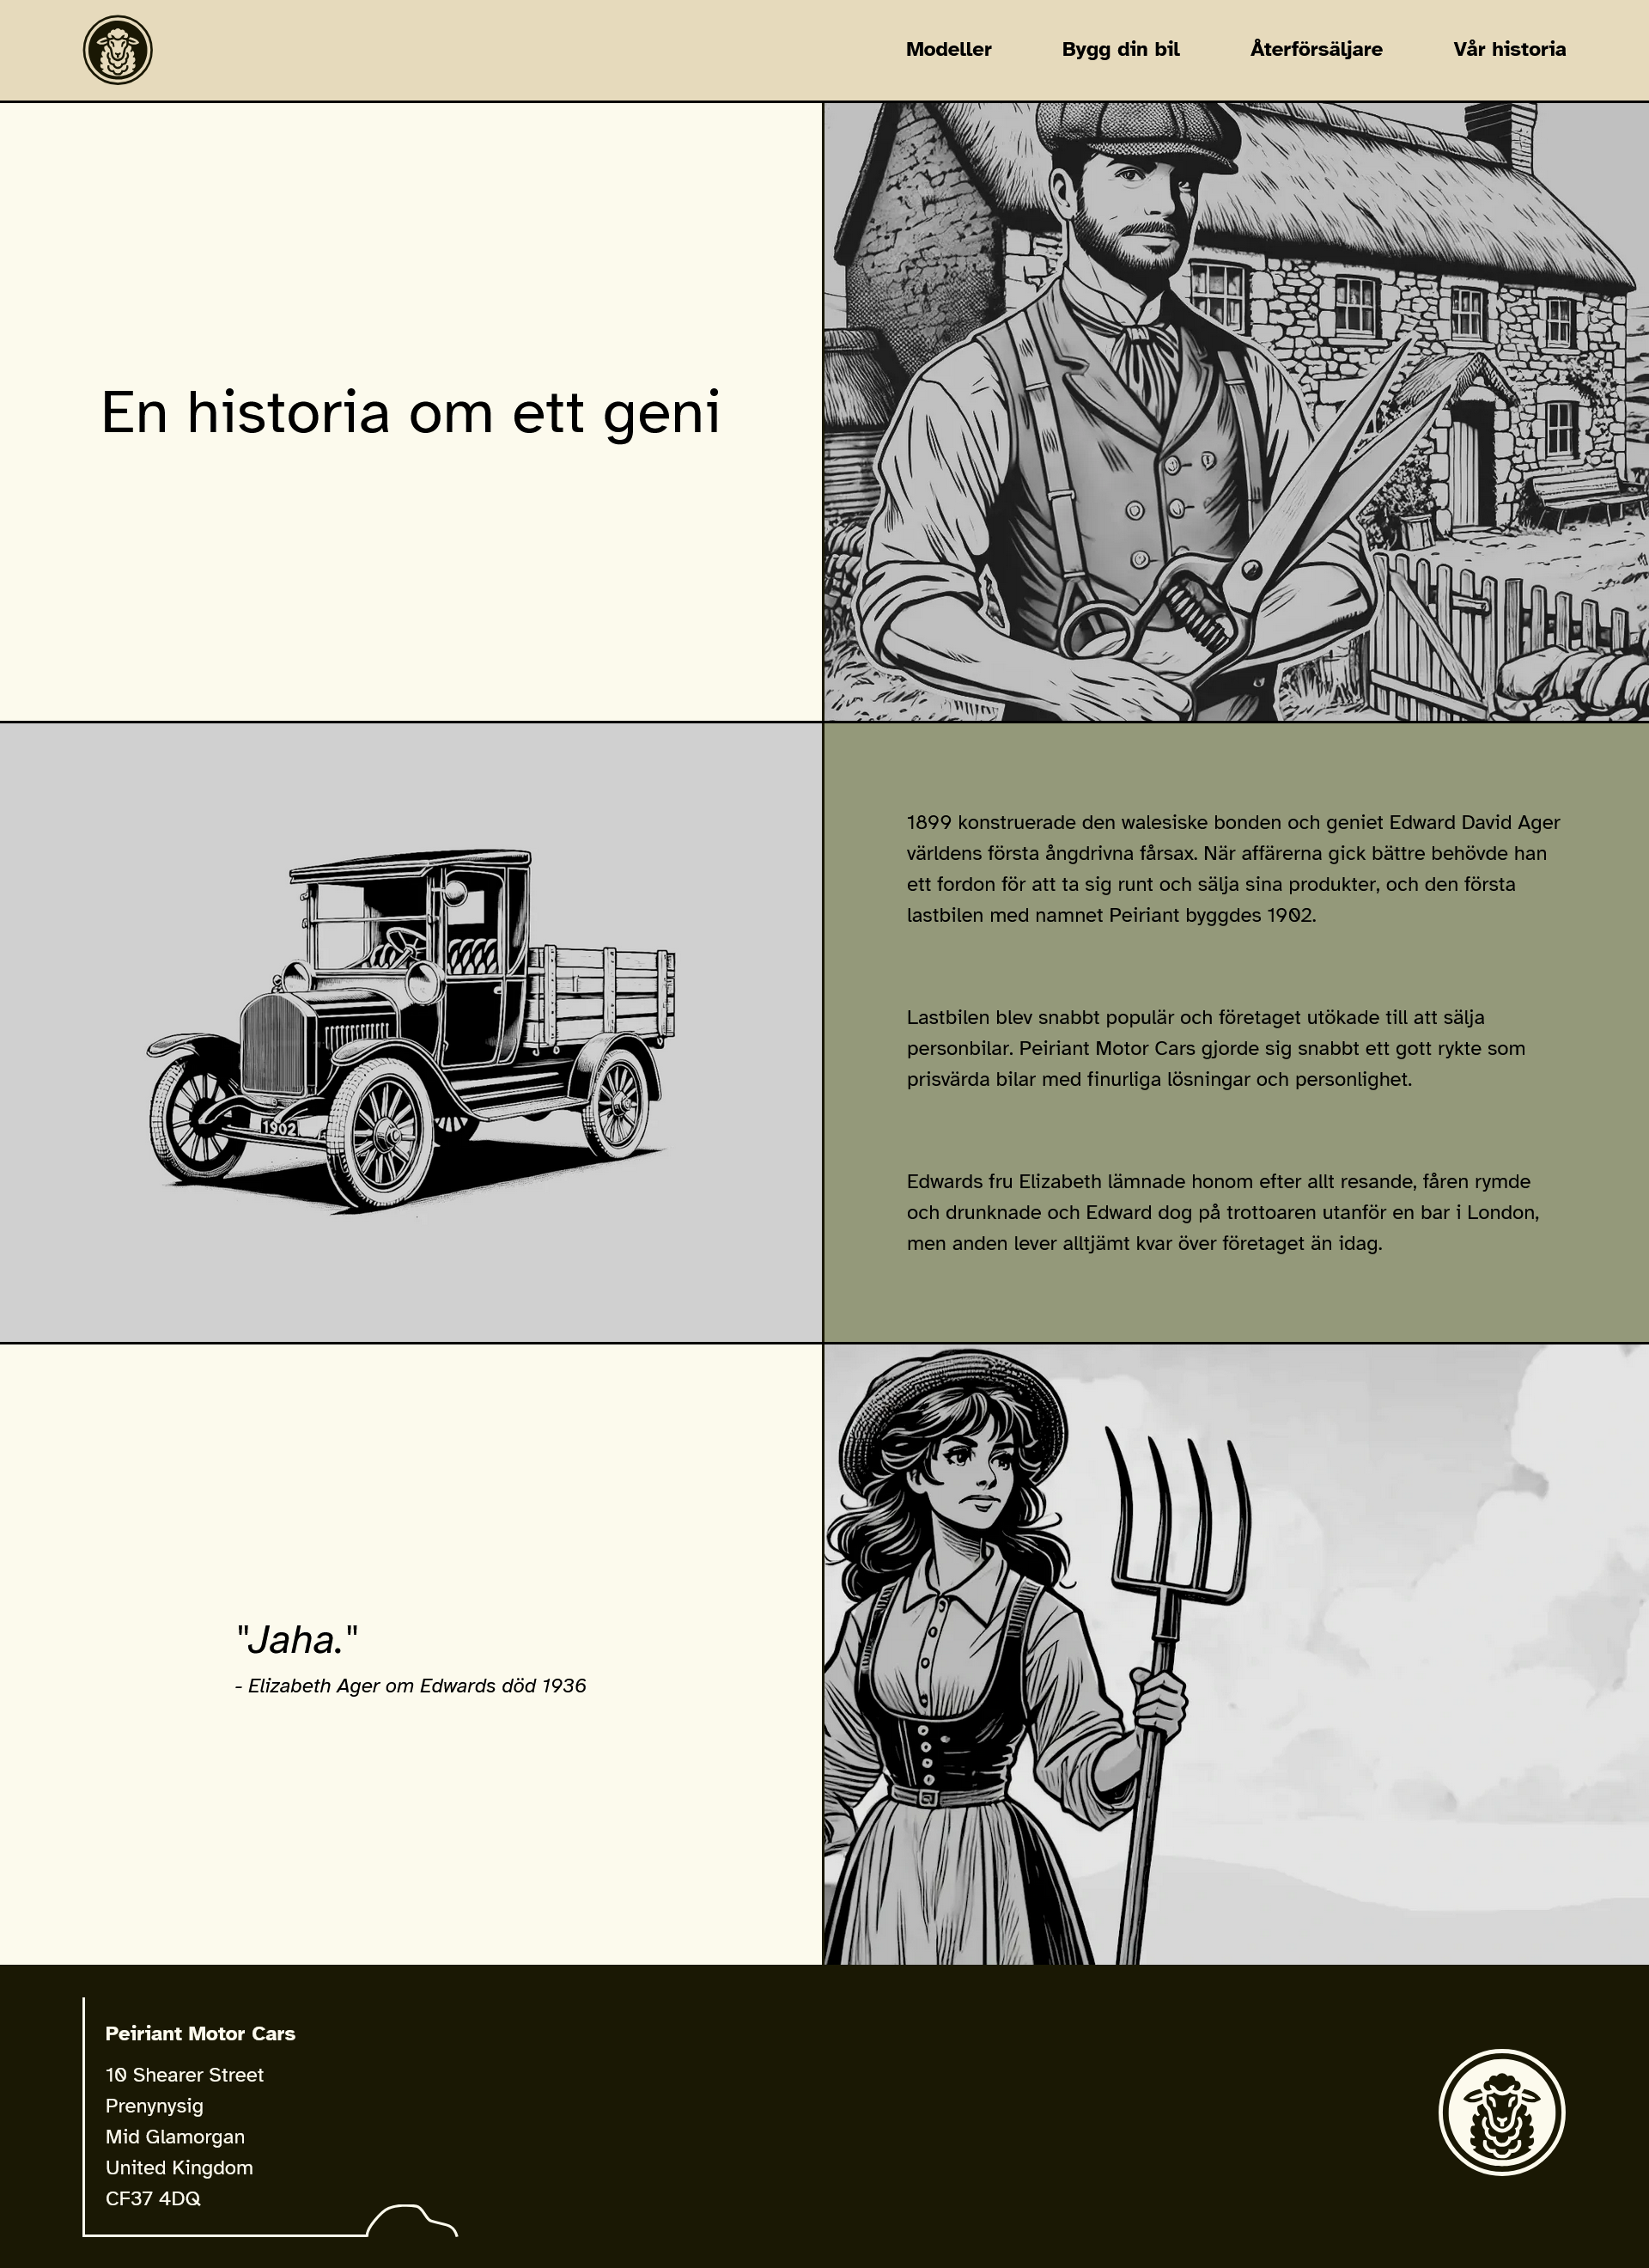 Modeller
Bygg din bil
Återförsäljare
Vår historia
En historia om ett geni
1902
1899 konstruerade den walesiske bonden och geniet Edward David Ager
världens första ångdrivna fårsax. När affärerna gick bättre behövde han
ett fordon för att ta sig runt och sälja sina produkter, och den första
lastbilen med namnet Peiriant byggdes 1902.
Lastbilen blev snabbt populär och företaget utökade till att sälja
personbilar. Peiriant Motor Cars gjorde sig snabbt ett gott rykte som
prisvärda bilar med finurliga lösningar och personlighet.
Edwards fru Elizabeth lämnade honom efter allt resande, fåren rymde
och drunknade och Edward dog på trottoaren utanför en bar i London,
men anden lever alltjämt kvar över företaget än idag.
"Jaha."
- Elizabeth Ager om Edwards död 1936
Peiriant Motor Cars
10 Shearer Street
Prenynysig
Mid Glamorgan
United Kingdom
CF37 4DQ